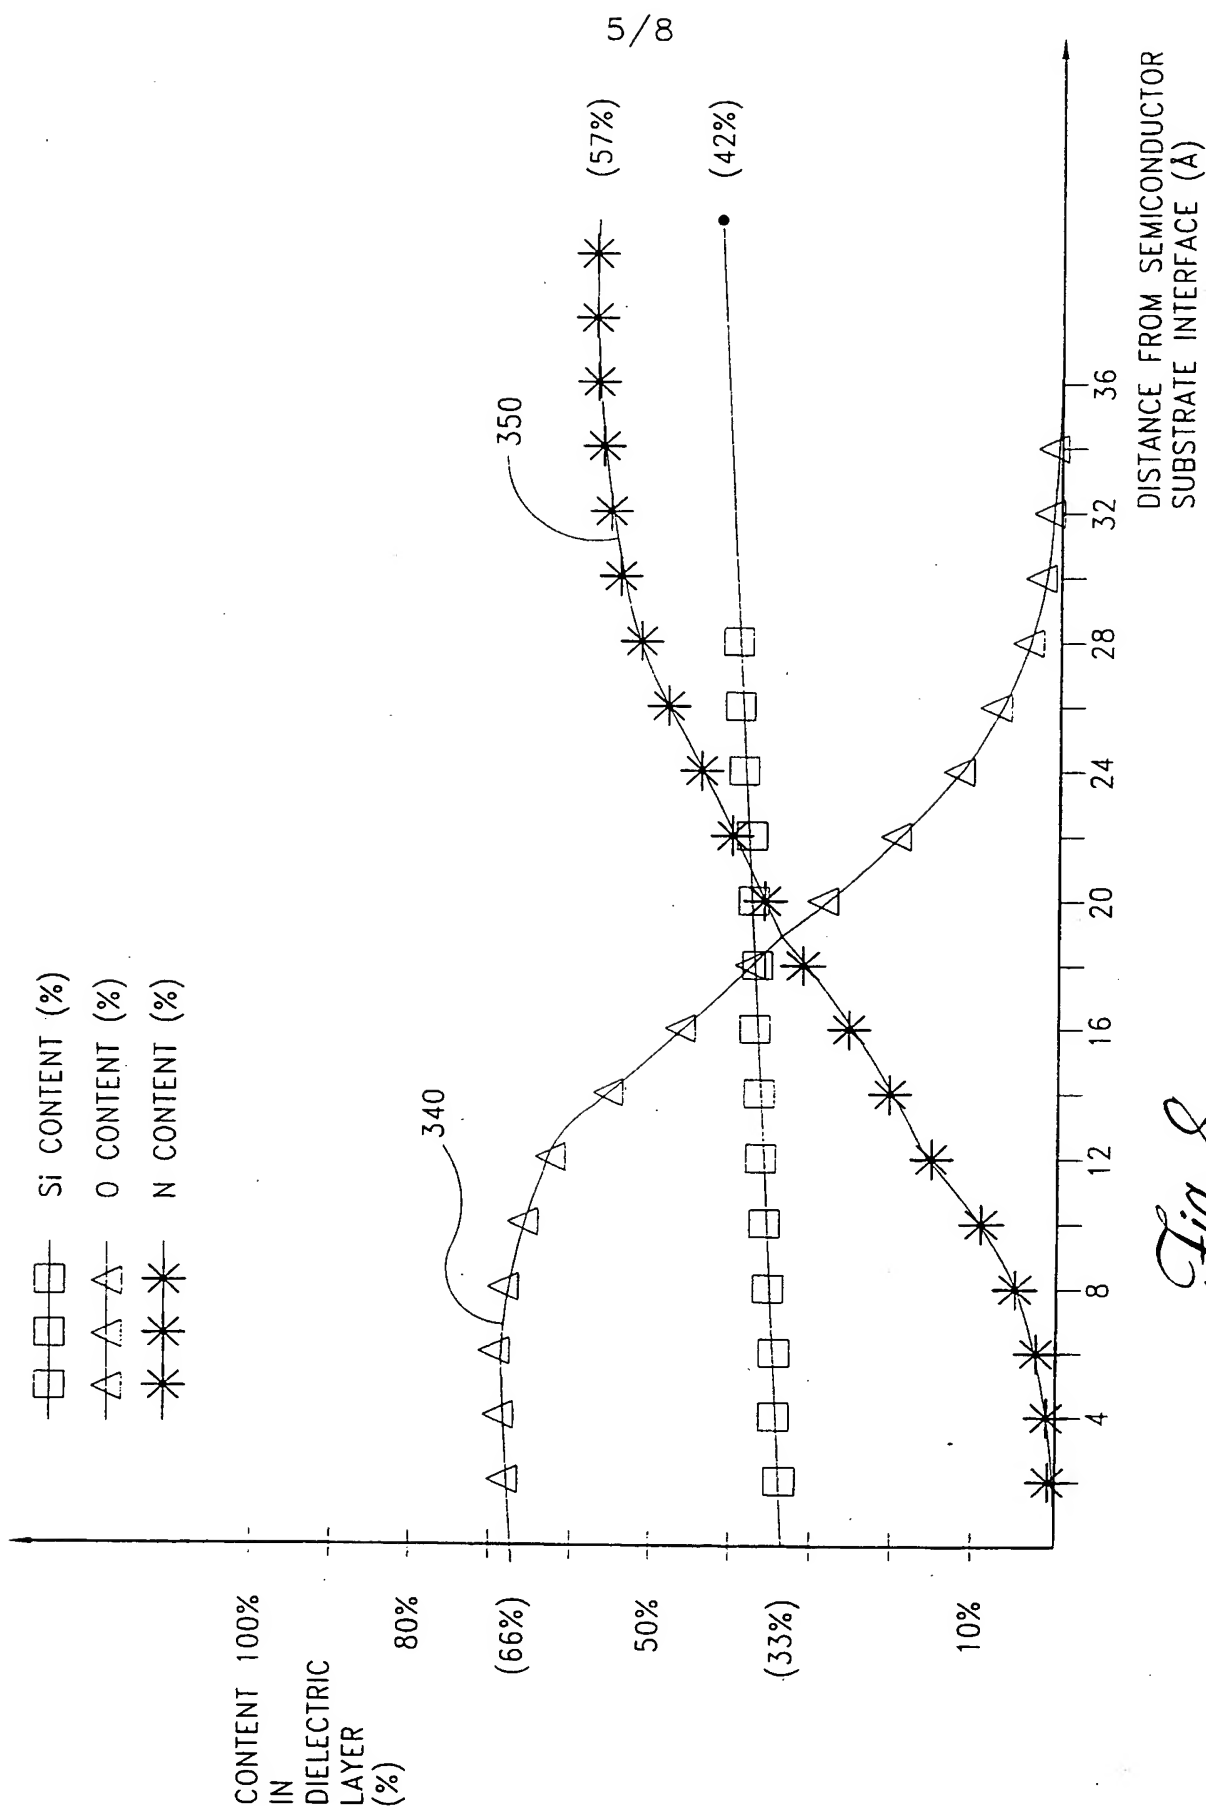 5/8
Si CONTENT (%)
O CONTENT (%)
N CONTENT (%)
CONTENT 100%
IN
DIELECTRIC
LAYER
(%)
80%
(66%)
50%
(33%)
10%
340
350
(57%)
(42%)
4
8
12
16
20
24
28
32
36
DISTANCE FROM SEMICONDUCTOR
SUBSTRATE INTERFACE (Å)
Fig.